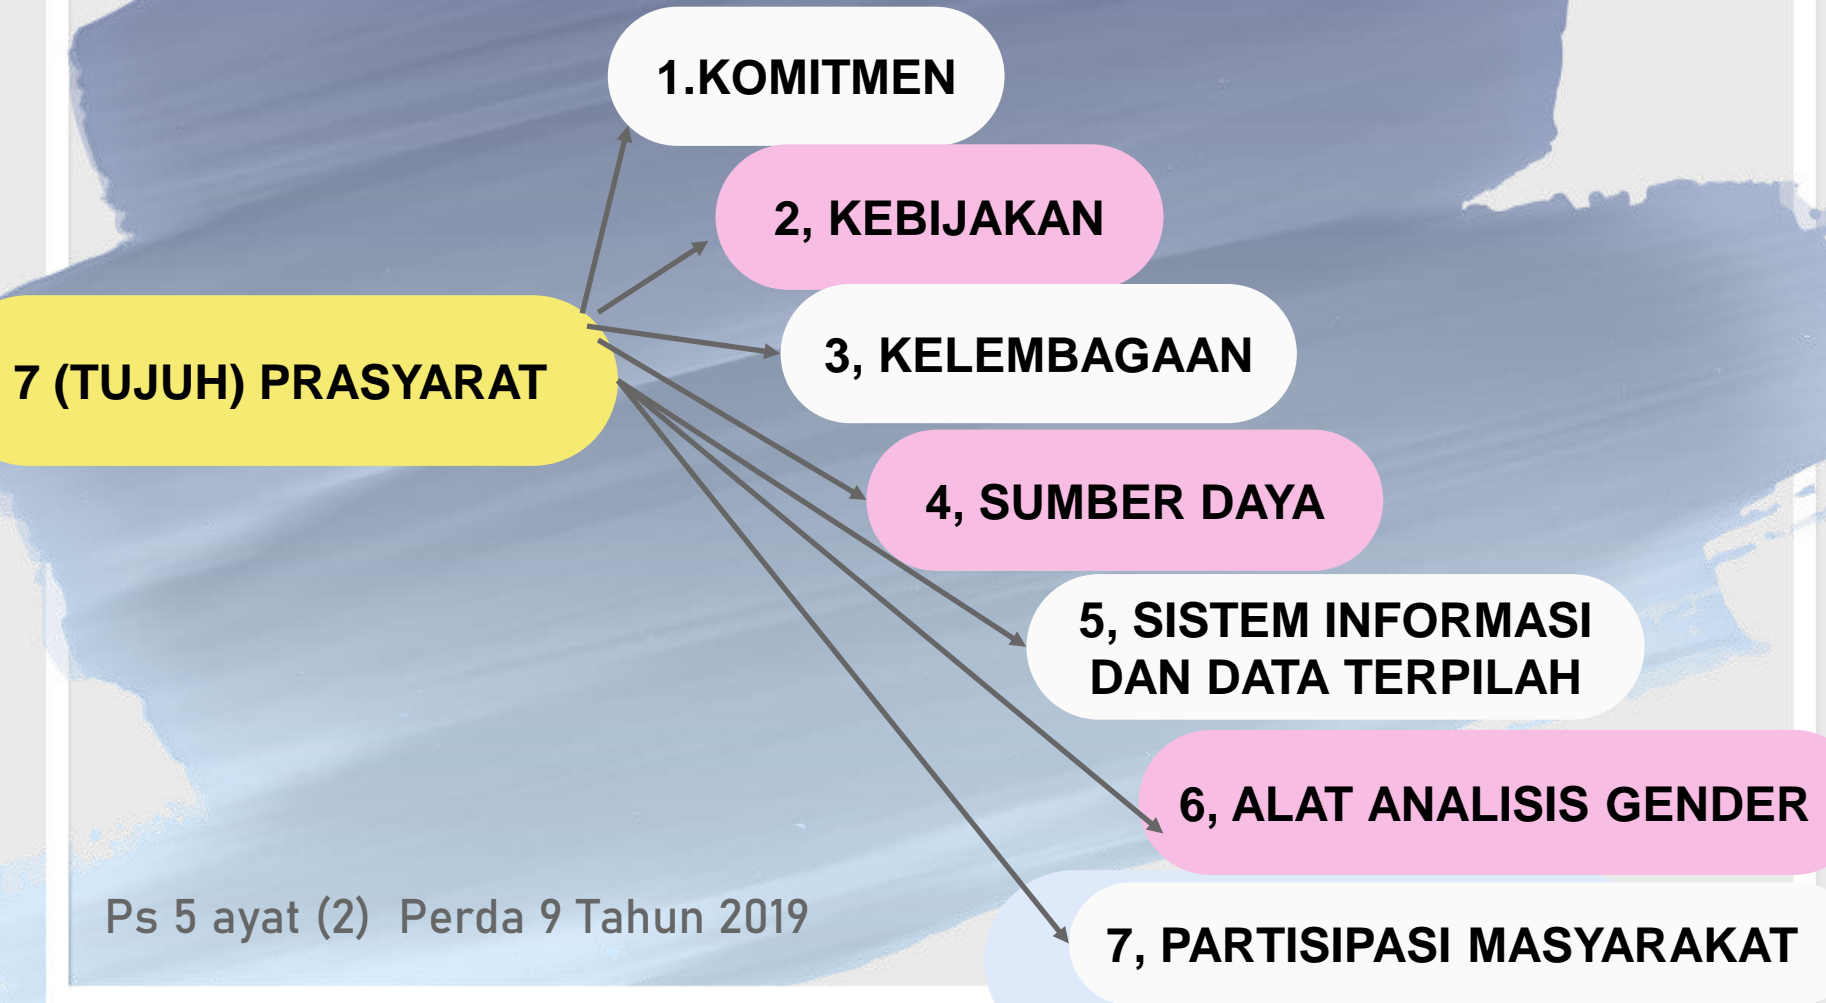 1.KOMITMEN
2, KEBIJAKAN
3, KELEMBAGAAN
7 (TUJUH) PRASYARAT
4, SUMBER DAYA
5, SISTEM INFORMASI
DAN DATA TERPILAH
6, ALAT ANALISIS GENDER
Ps 5 ayat (2) Perda 9 Tahun 2019
7, PARTISIPASI MASYARAKAT